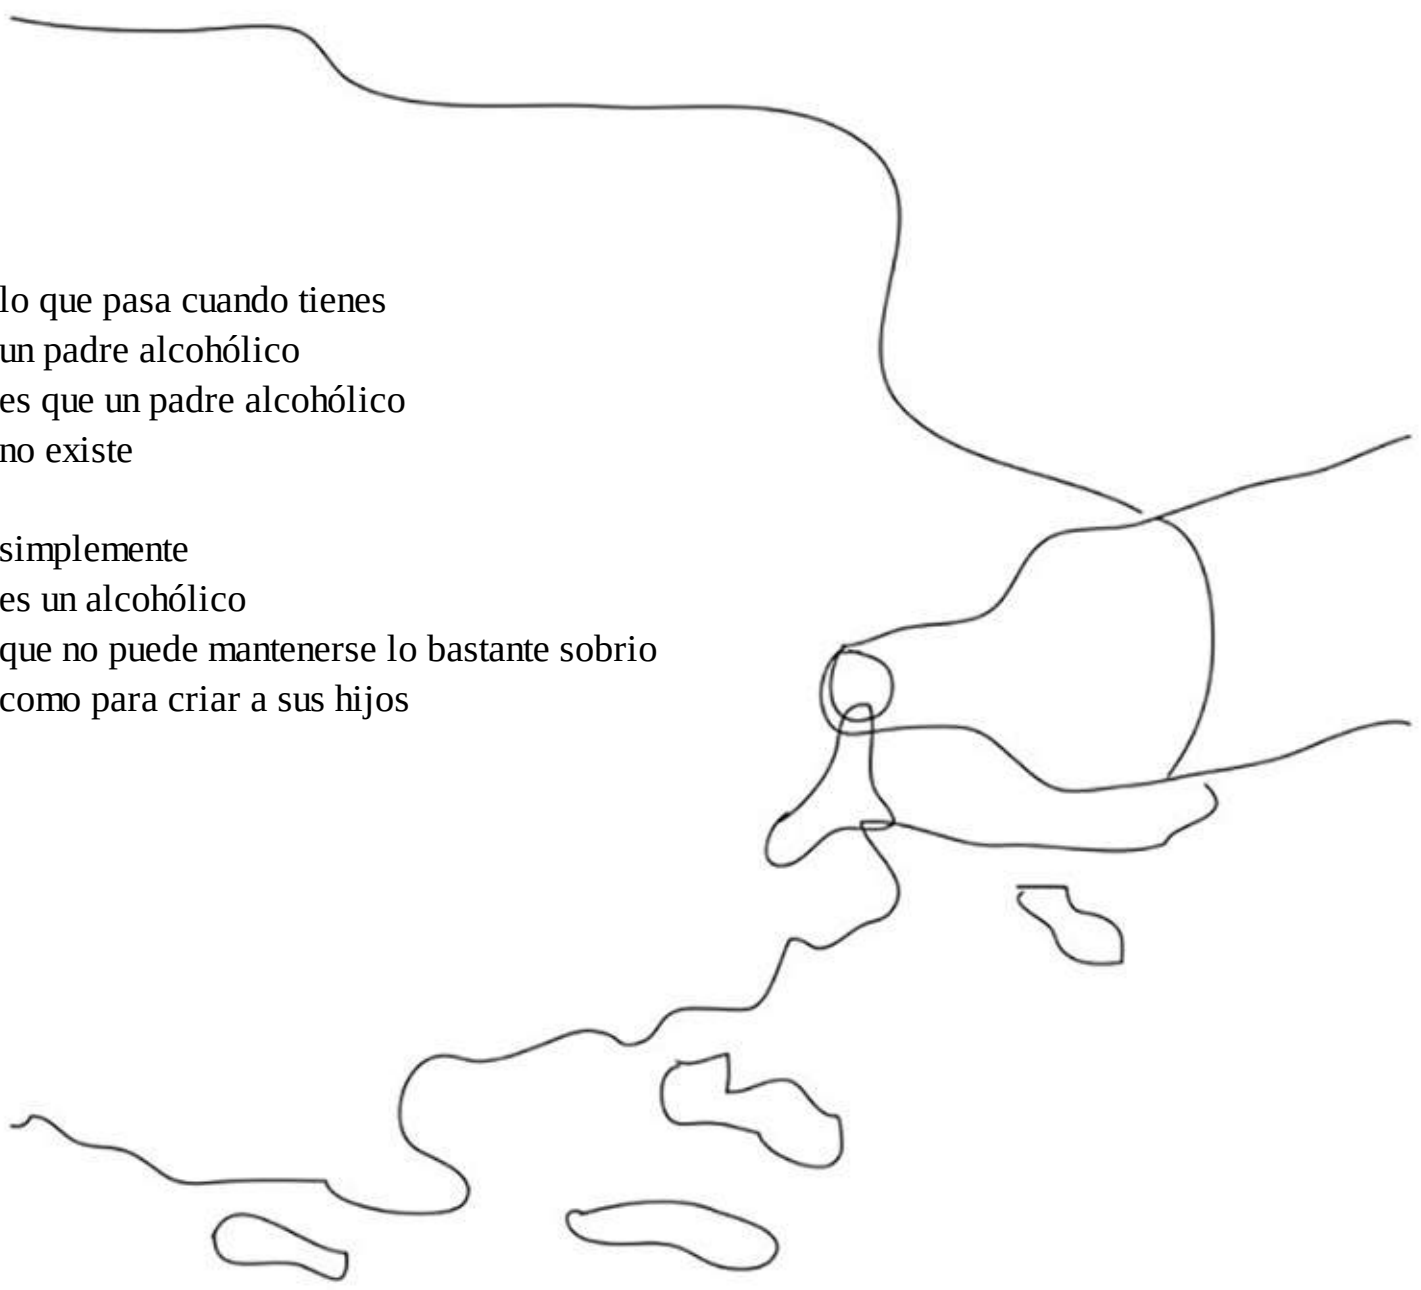 lo que pasa cuando tienes
un padre alcohólico
es que un padre alcohólico
no existe
simplemente
es un alcohólico
que no puede mantenerse lo bastante sobrio
como para criar a sus hijos